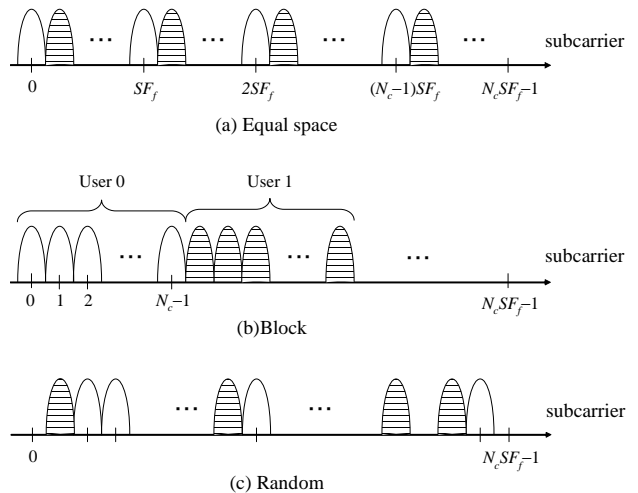 ... ... ... ... subcarrier
0 SF_f 2SF_f (N_c−1)SF_f N_cSF_f−1
(a) Equal space
User 0 User 1
... ... ... subcarrier
0 1 2 N_c−1 N_cSF_f−1
(b)Block
... ... subcarrier
0 N_cSF_f−1
(c) Random